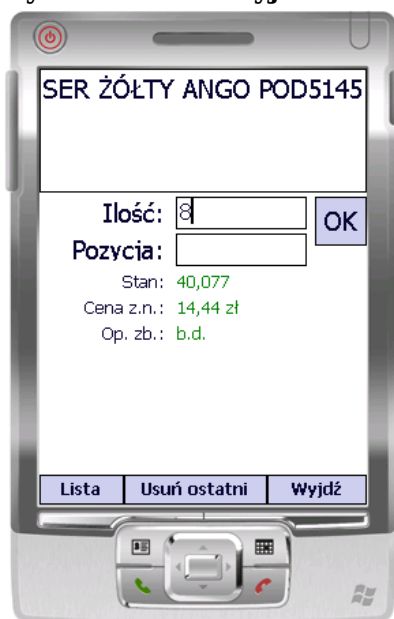 SER ŻÓŁTY ANGO POD5145
Ilość: 8
OK
Pozycja:
Stan: 40,077
Cena z.n.: 14,44 zł
Op. zb.: b.d.
Lista Usuń ostatni Wyjdź